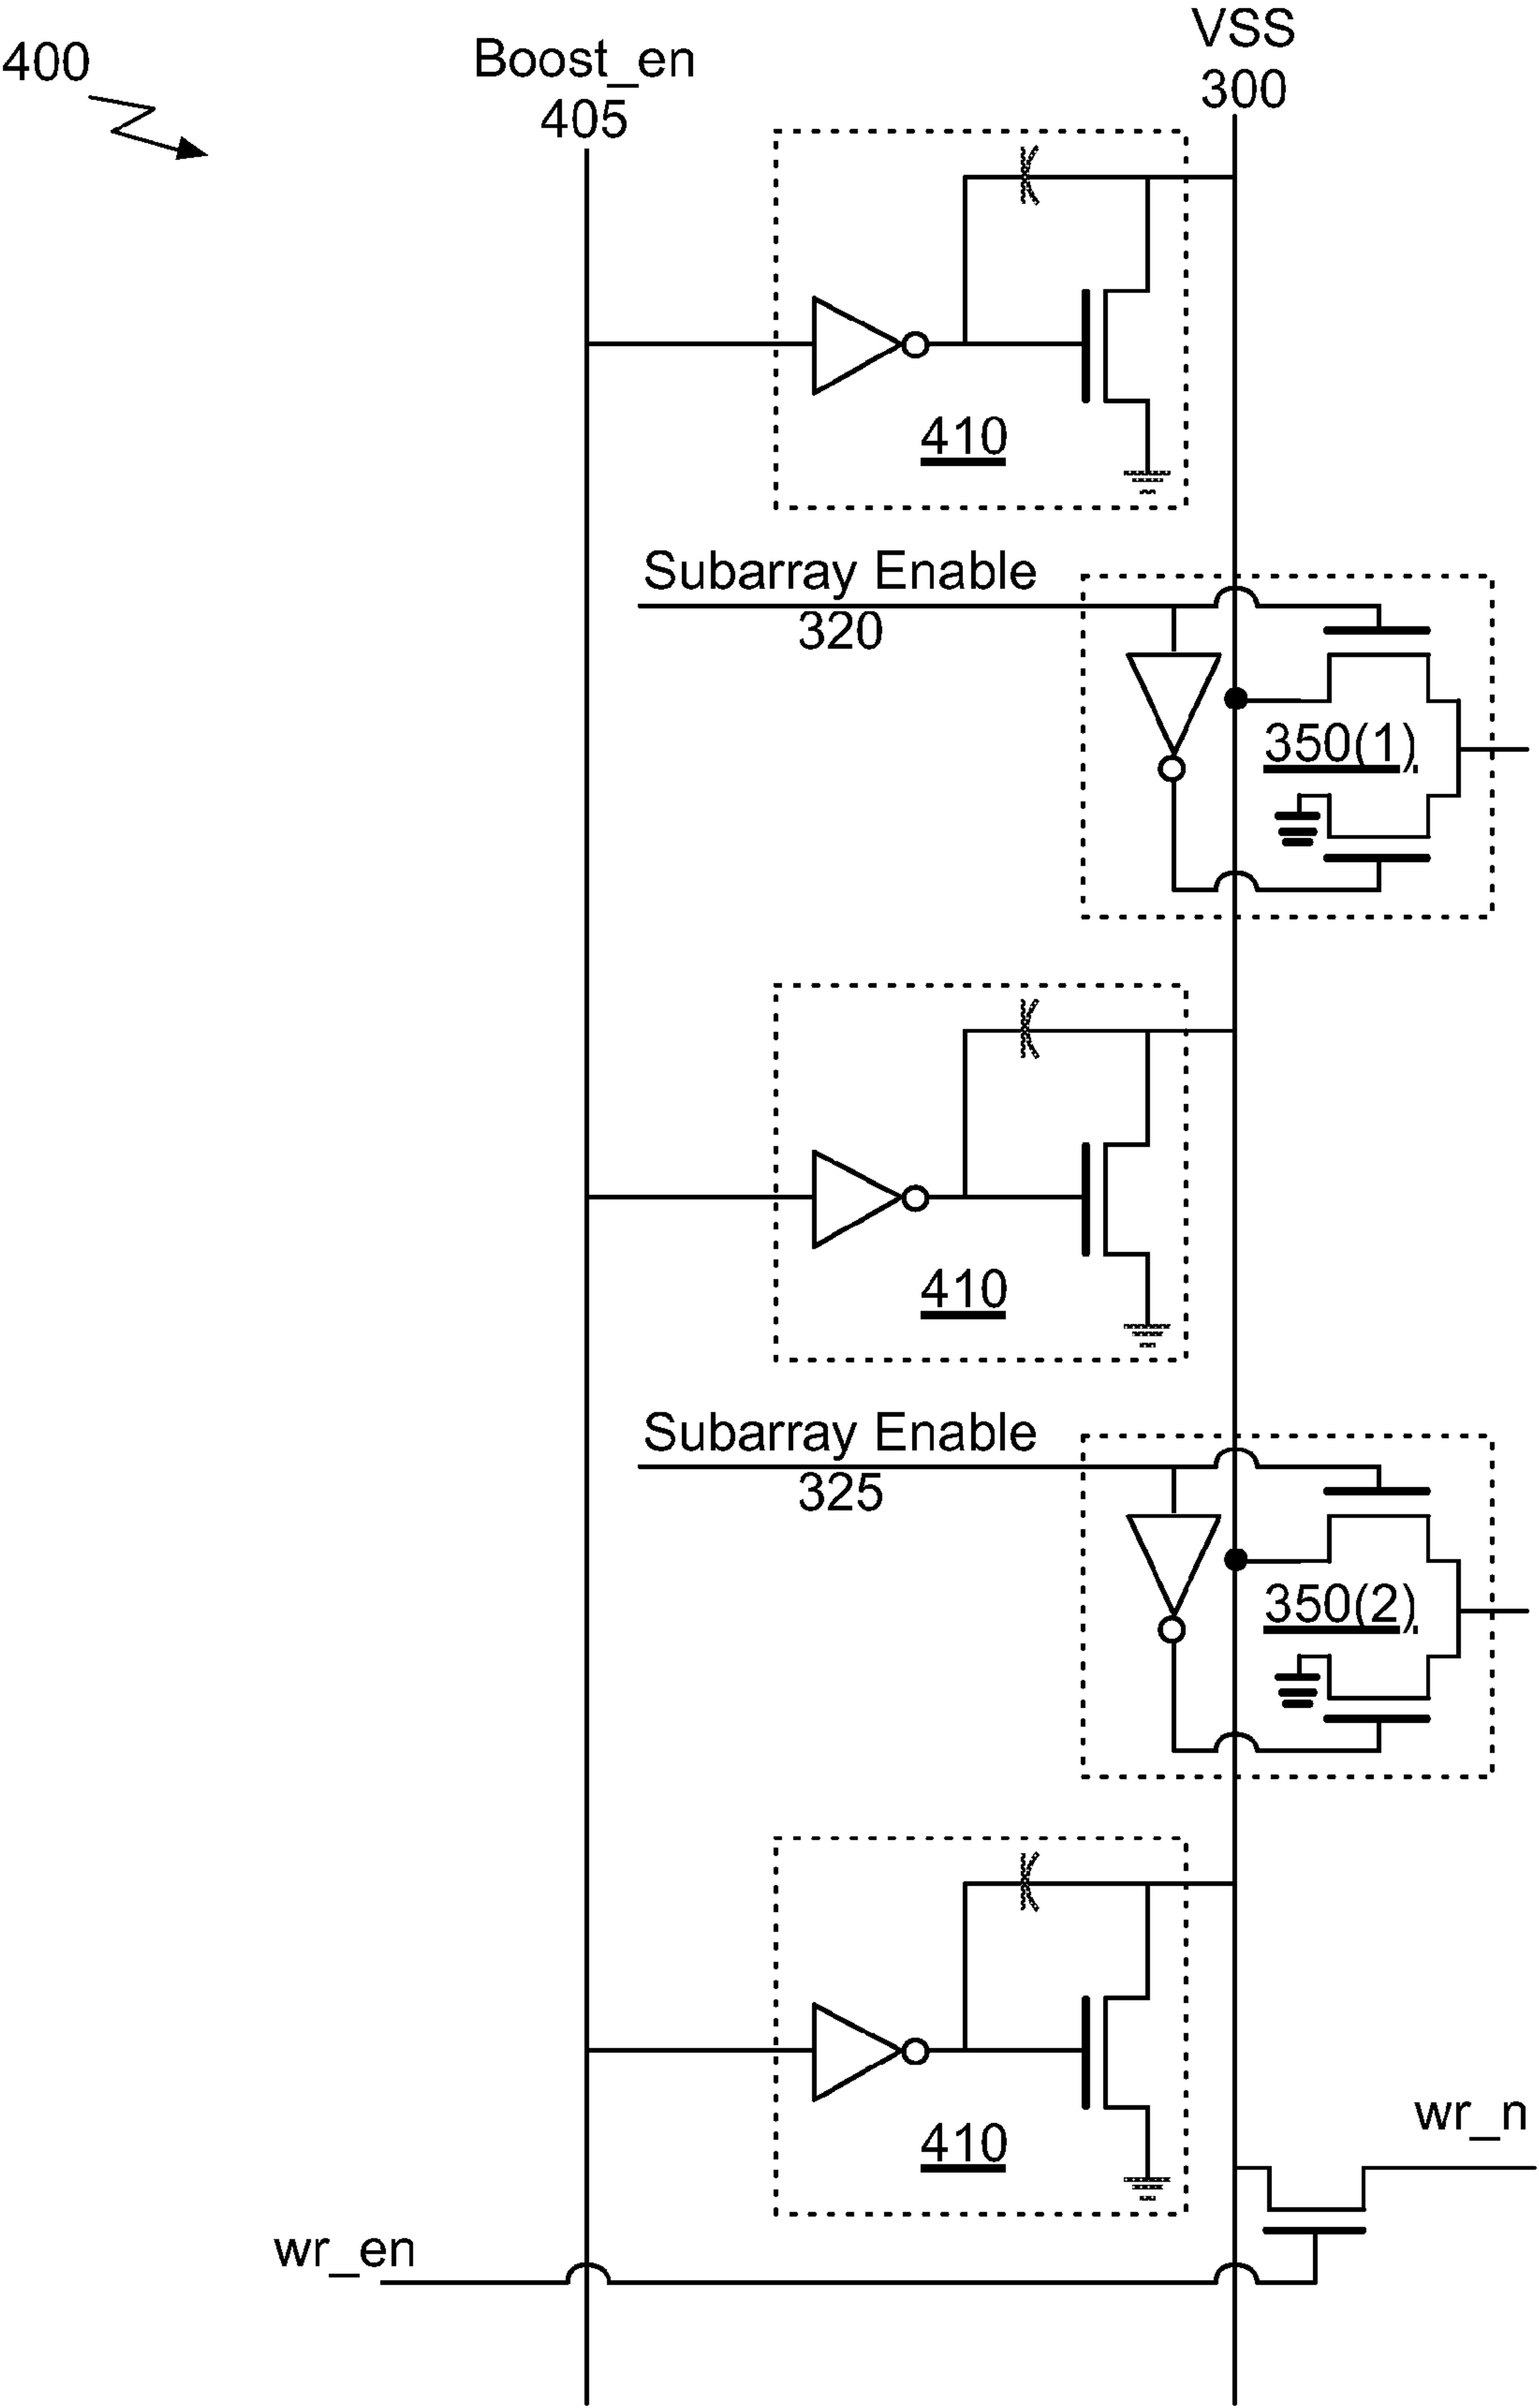 400
Boost_en
405
VSS
300
410
Subarray Enable
320
350(1)
410
Subarray Enable
325
350(2)
410
wr_n
wr_en